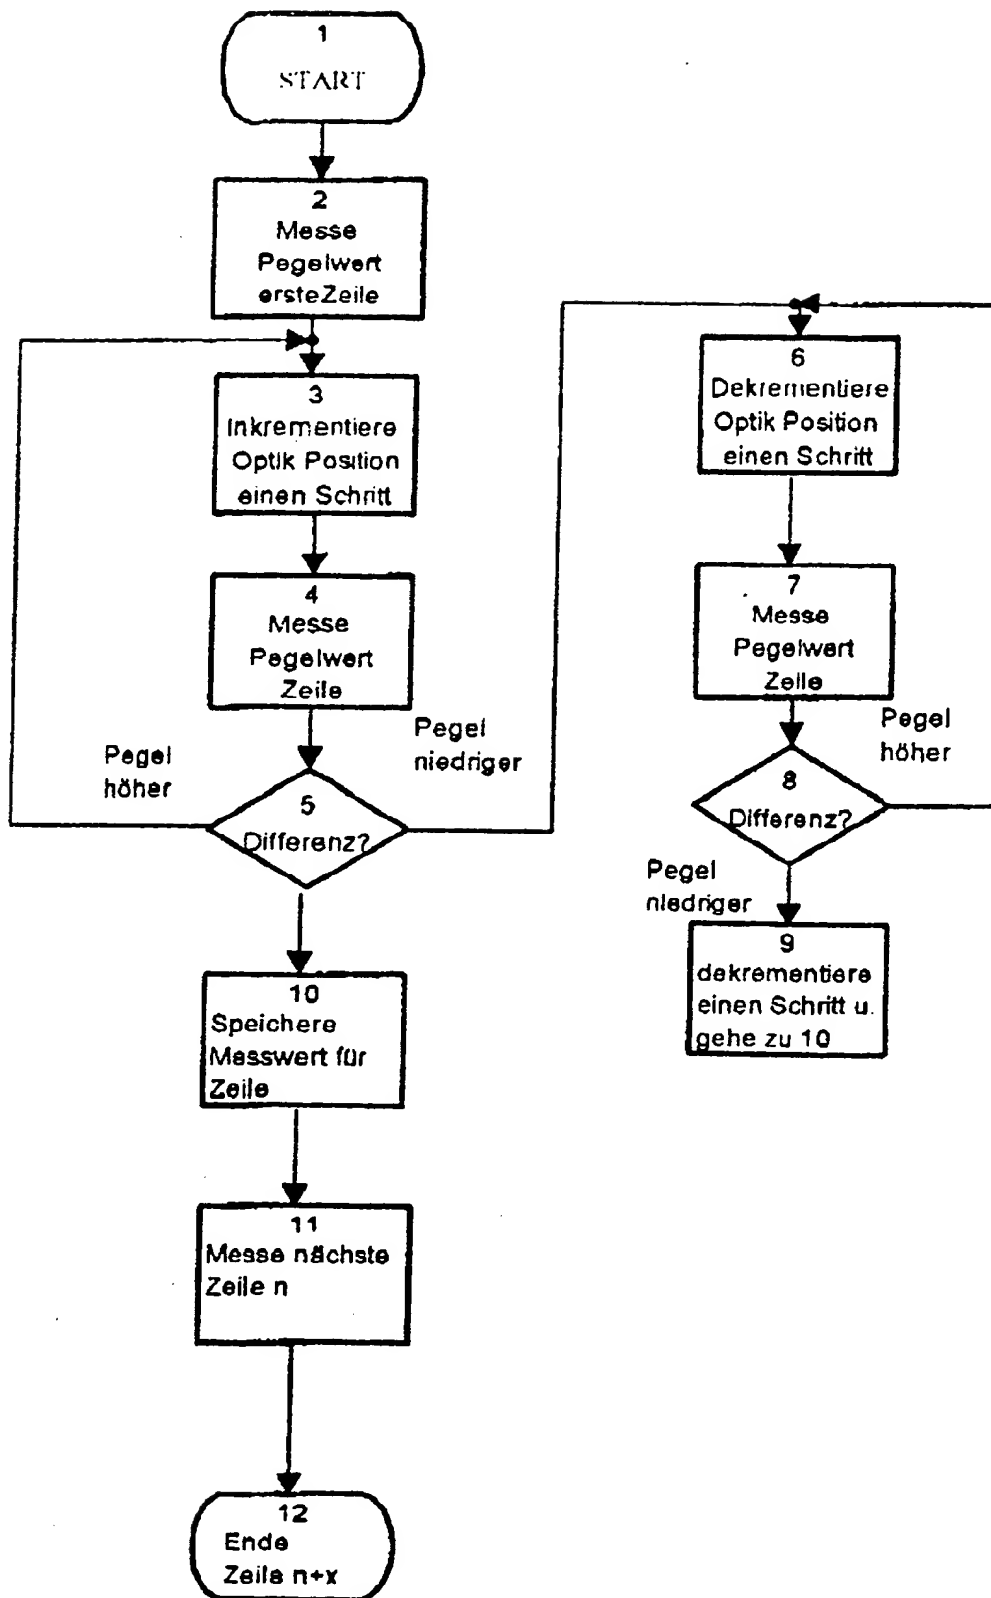 1
START
2
Messe
Pegelwert
ersteZeile
3
Inkrementiere
Optik Position
einen Schritt
4
Messe
Pegelwert
Zeile
Pegel
höher
Pegel
niedriger
5
Differenz?
6
Dekrementiere
Optik Position
einen Schritt
7
Messe
Pegelwert
Zeile
Pegel
höher
8
Differenz?
Pegel
niedriger
9
dekrementiere
einen Schritt u.
gehe zu 10
10
Speichere
Messwert für
Zeile
11
Messe nächste
Zeile n
12
Ende
Zeile n+x